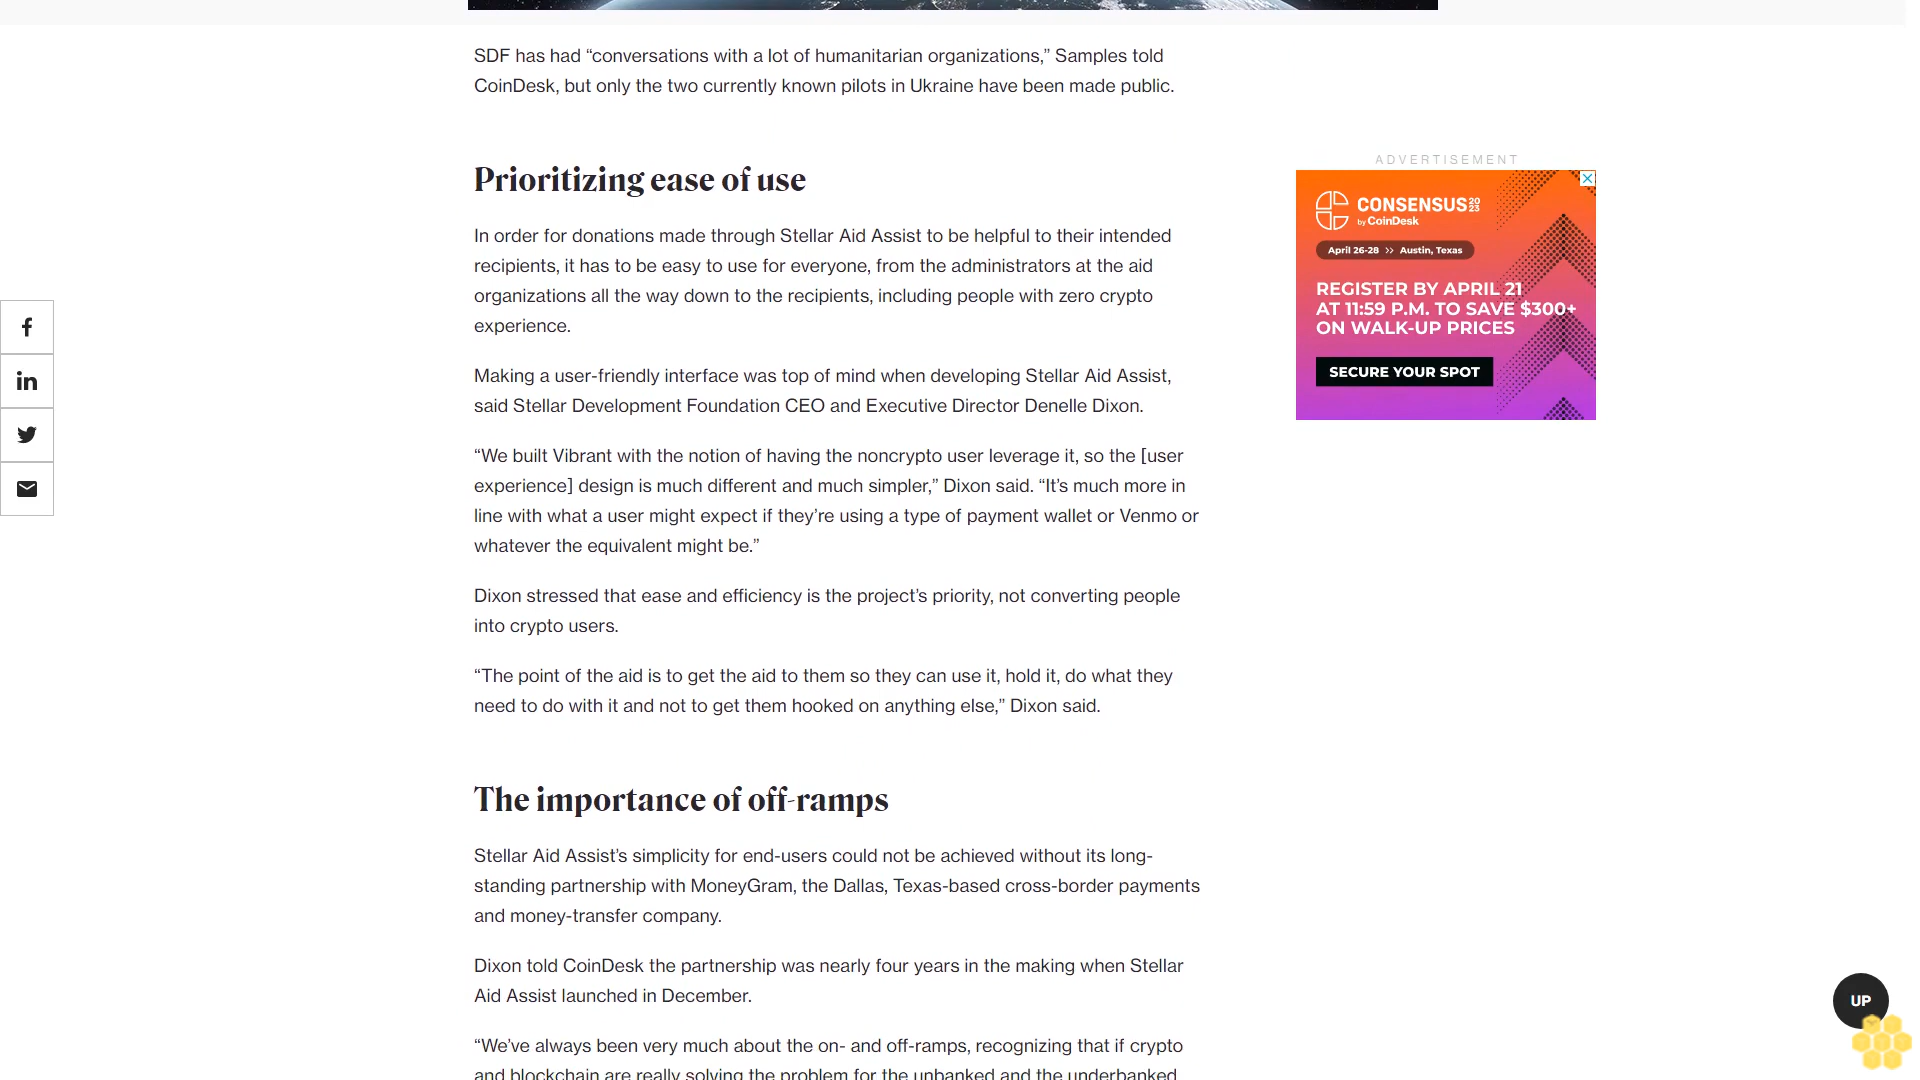 SDF has had “conversations with a lot of humanitarian organizations,” Samples told
CoinDesk, but only the two currently known pilots in Ukraine have been made public.
Prioritizing ease of use
In order for donations made through Stellar Aid Assist to be helpful to their intended
recipients, it has to be easy to use for everyone, from the administrators at the aid
organizations all the way down to the recipients, including people with zero crypto
experience.
Making a user-friendly interface was top of mind when developing Stellar Aid Assist,
said Stellar Development Foundation CEO and Executive Director Denelle Dixon.
“We built Vibrant with the notion of having the noncrypto user leverage it, so the [user
experience] design is much different and much simpler,” Dixon said. “It’s much more in
line with what a user might expect if they’re using a type of payment wallet or Venmo or
whatever the equivalent might be.”
Dixon stressed that ease and efficiency is the project’s priority, not converting people
into crypto users.
“The point of the aid is to get the aid to them so they can use it, hold it, do what they
need to do with it and not to get them hooked on anything else,” Dixon said.
The importance of off-ramps
Stellar Aid Assist’s simplicity for end-users could not be achieved without its long-
standing partnership with MoneyGram, the Dallas, Texas-based cross-border payments
and money-transfer company.
Dixon told CoinDesk the partnership was nearly four years in the making when Stellar
Aid Assist launched in December.
“We’ve always been very much about the on- and off-ramps, recognizing that if crypto
and blockchain are really solving the problem for the unbanked and the underbanked
ADVERTISEMENT
CONSENSUS 2023
by CoinDesk
April 26-28 >> Austin, Texas
REGISTER BY APRIL 21
AT 11:59 P.M. TO SAVE $300+
ON WALK-UP PRICES
SECURE YOUR SPOT
UP